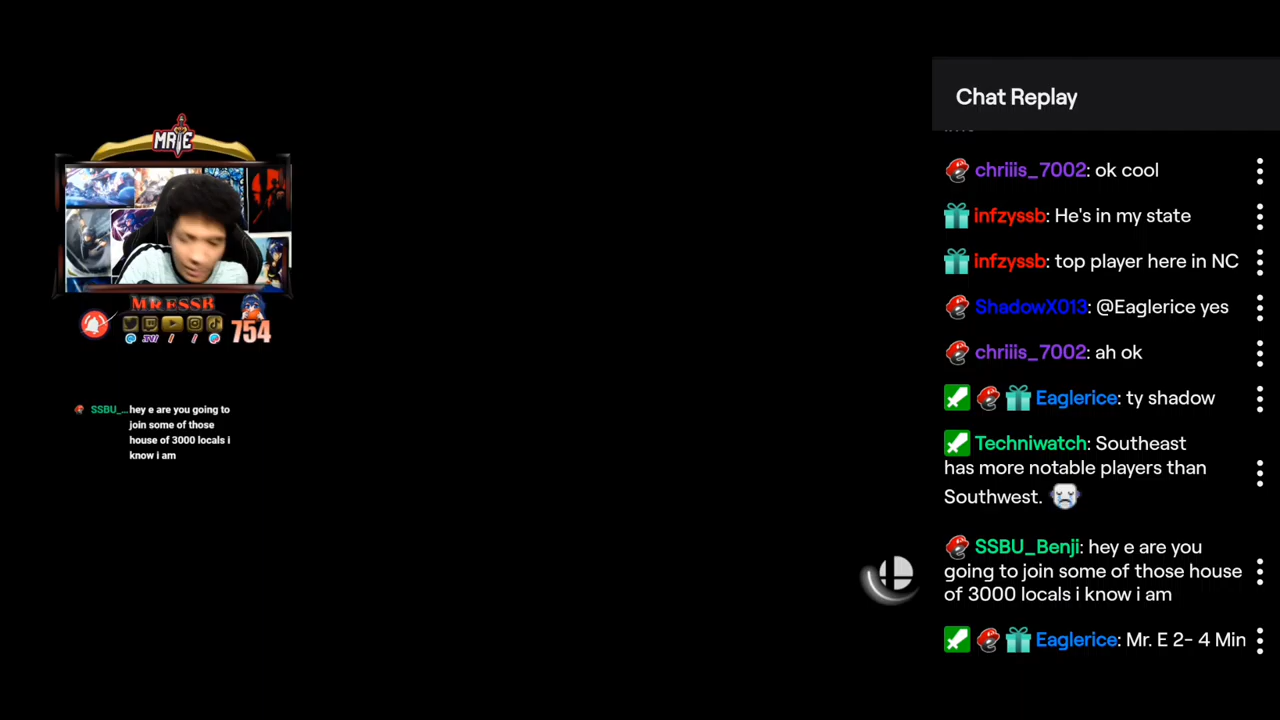 MR E
MRESSB
.TV/
/
/
754
SSBU_... hey e are you going to
join some of those
house of 3000 locals i
know i am
Chat Replay
chriiis_7002: ok cool
infzyssb: He's in my state
infzyssb: top player here in NC
ShadowX013: @Eaglerice yes
chriiis_7002: ah ok
Eaglerice: ty shadow
Techniwatch: Southeast
has more notable players than
Southwest.
SSBU_Benji: hey e are you
going to join some of those house
of 3000 locals i know i am
Eaglerice: Mr. E 2- 4 Min